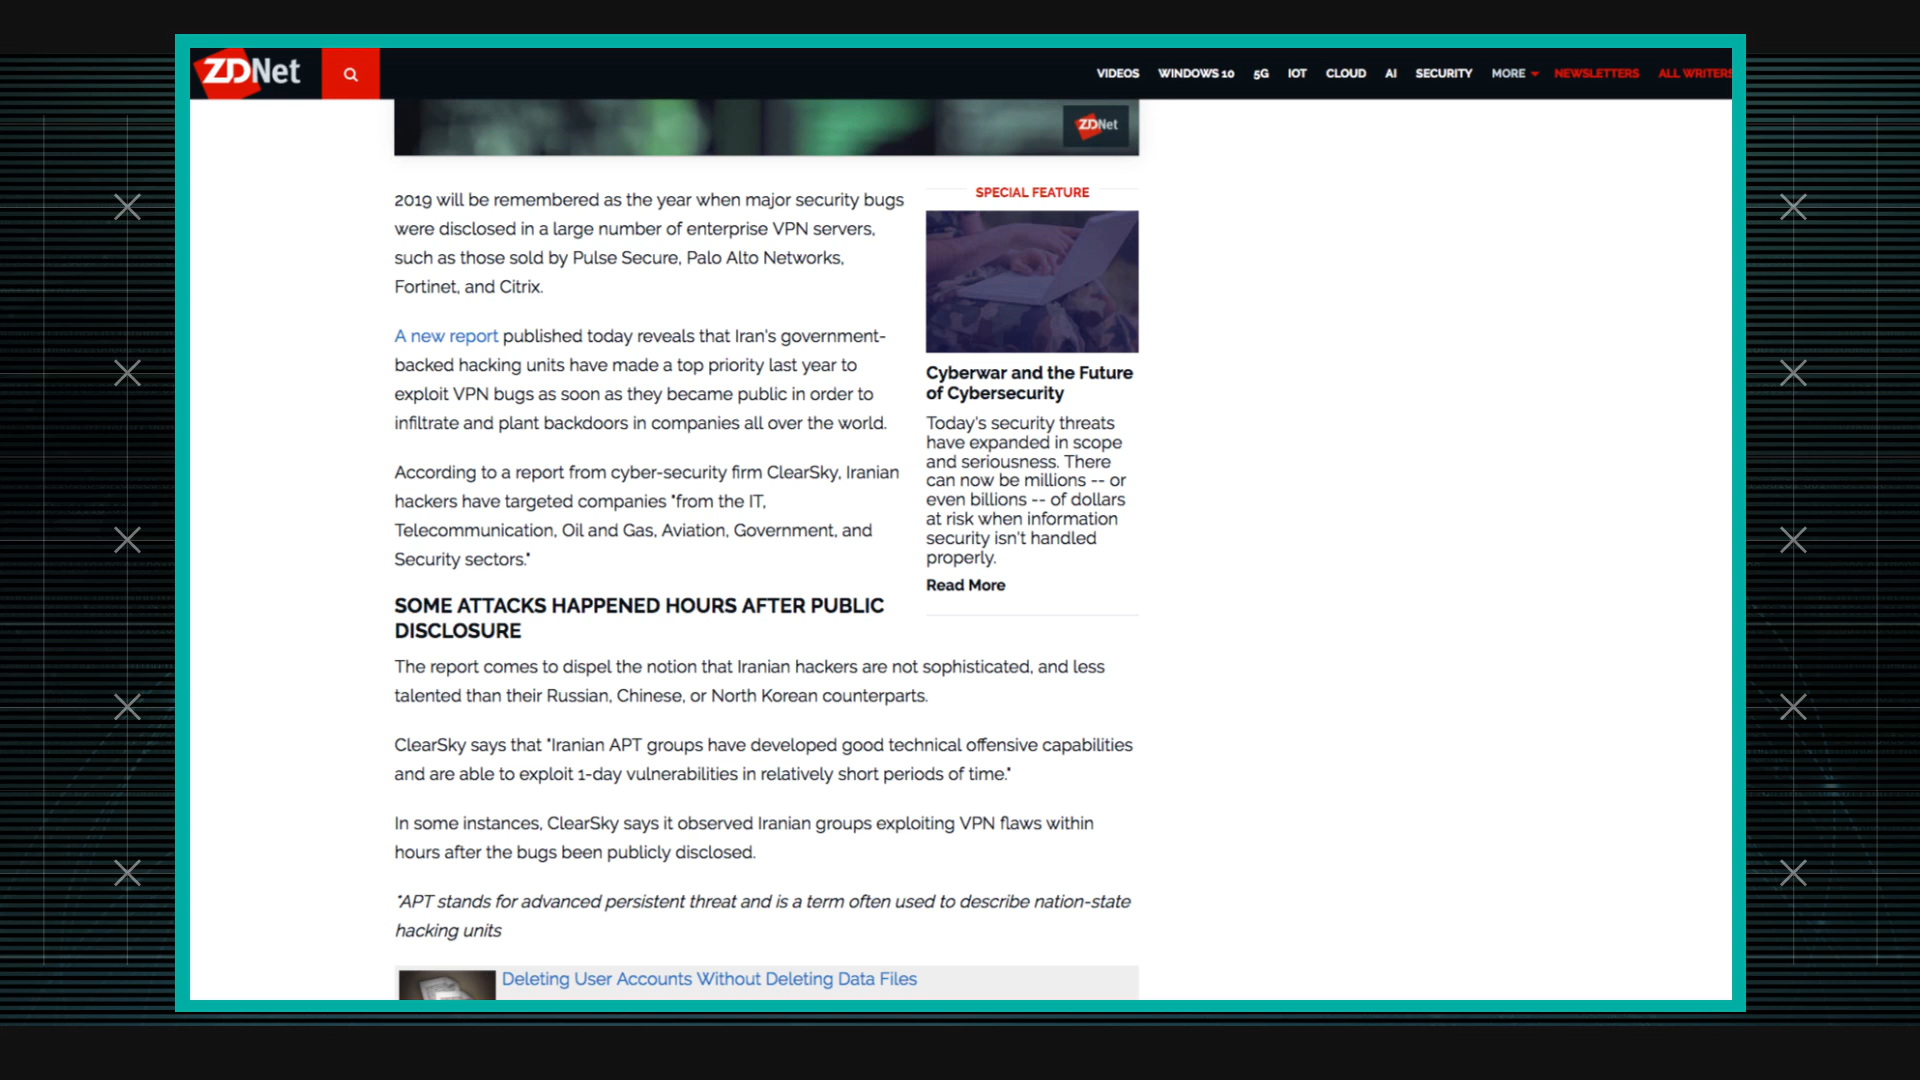 ZDNet
VIDEOS WINDOWS 10 5G IOT CLOUD AI SECURITY MORE NEWSLETTERS ALL WRITERS
ZDNet
2019 will be remembered as the year when major security bugs
were disclosed in a large number of enterprise VPN servers,
such as those sold by Pulse Secure, Palo Alto Networks,
Fortinet, and Citrix.
A new report published today reveals that Iran's government-
backed hacking units have made a top priority last year to
exploit VPN bugs as soon as they became public in order to
infiltrate and plant backdoors in companies all over the world.
According to a report from cyber-security firm ClearSky, Iranian
hackers have targeted companies "from the IT,
Telecommunication, Oil and Gas, Aviation, Government, and
Security sectors."
SPECIAL FEATURE
Cyberwar and the Future
of Cybersecurity
Today's security threats
have expanded in scope
and seriousness. There
can now be millions -- or
even billions -- of dollars
at risk when information
security isn't handled
properly.
Read More
SOME ATTACKS HAPPENED HOURS AFTER PUBLIC
DISCLOSURE
The report comes to dispel the notion that Iranian hackers are not sophisticated, and less
talented than their Russian, Chinese, or North Korean counterparts.
ClearSky says that "Iranian APT groups have developed good technical offensive capabilities
and are able to exploit 1-day vulnerabilities in relatively short periods of time."
In some instances, ClearSky says it observed Iranian groups exploiting VPN flaws within
hours after the bugs been publicly disclosed.
*APT stands for advanced persistent threat and is a term often used to describe nation-state
hacking units
Deleting User Accounts Without Deleting Data Files